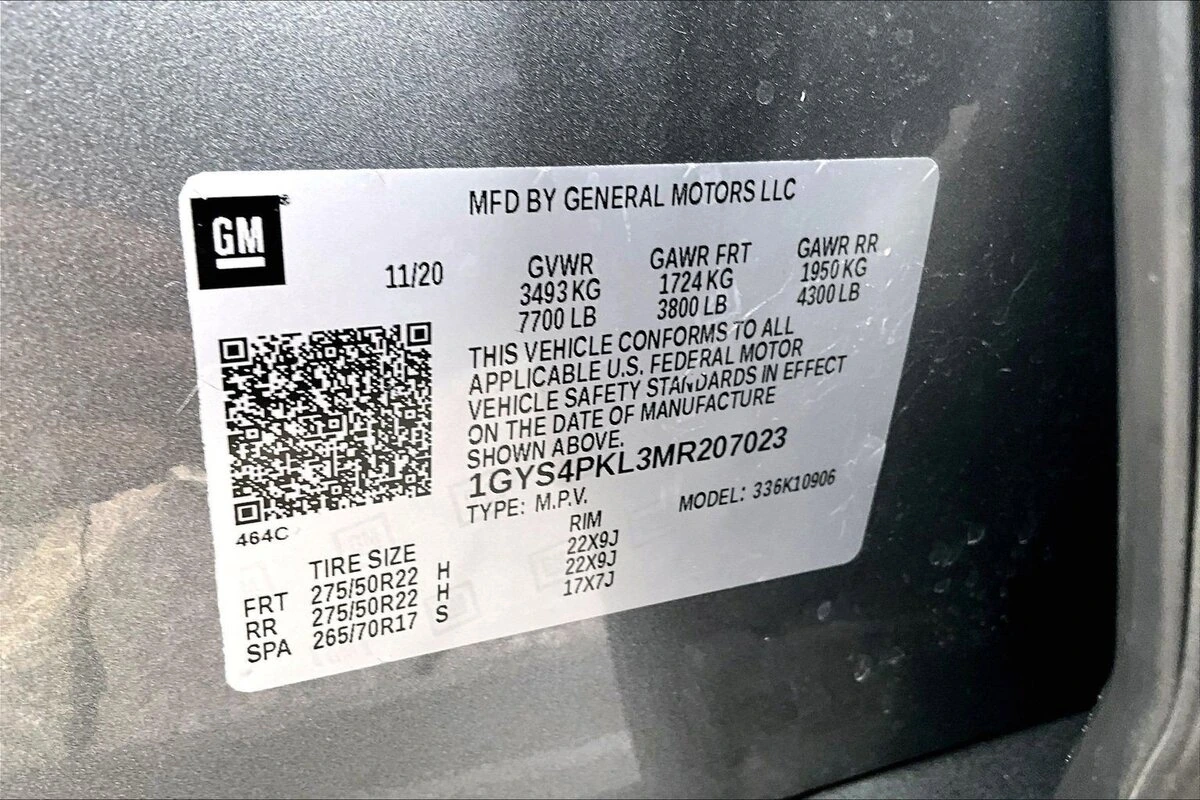 GM
MFD BY GENERAL MOTORS LLC
11/20
GVWR
3493 KG
7700 LB
GAWR FRT
1724 KG
3800 LB
GAWR RR
1950 KG
4300 LB
THIS VEHICLE CONFORMS TO ALL
APPLICABLE U.S. FEDERAL MOTOR
VEHICLE SAFETY STANDARDS IN EFFECT
ON THE DATE OF MANUFACTURE
SHOWN ABOVE.
1GYS4PKL3MR207023
TYPE: M.P.V. MODEL: 336K10906
464C
TIRE SIZE RIM
FRT 275/50R22 H 22X9J
RR 275/50R22 H 22X9J
SPA 265/70R17 S 17X7J